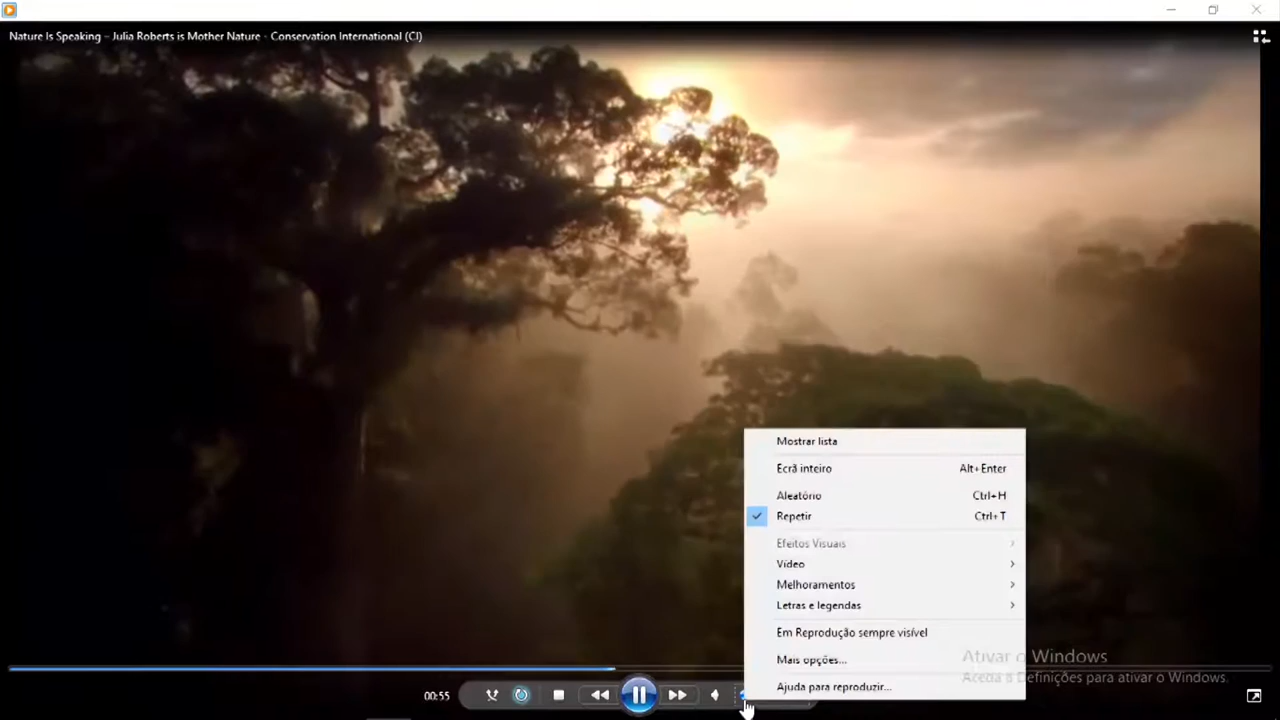 Nature Is Speaking – Julia Roberts is Mother Nature - Conservation International (CI)
Mostrar lista
Ecrã inteiro Alt+Enter
Aleatório Ctrl+H
Repetir Ctrl+T
Efeitos Visuais
Vídeo
Melhoramentos
Letras e legendas
Em Reprodução sempre visível
Mais opções...
Ajuda para reproduzir...
Ativar o Windows
Aceda a Definições para ativar o Windows.
00:55